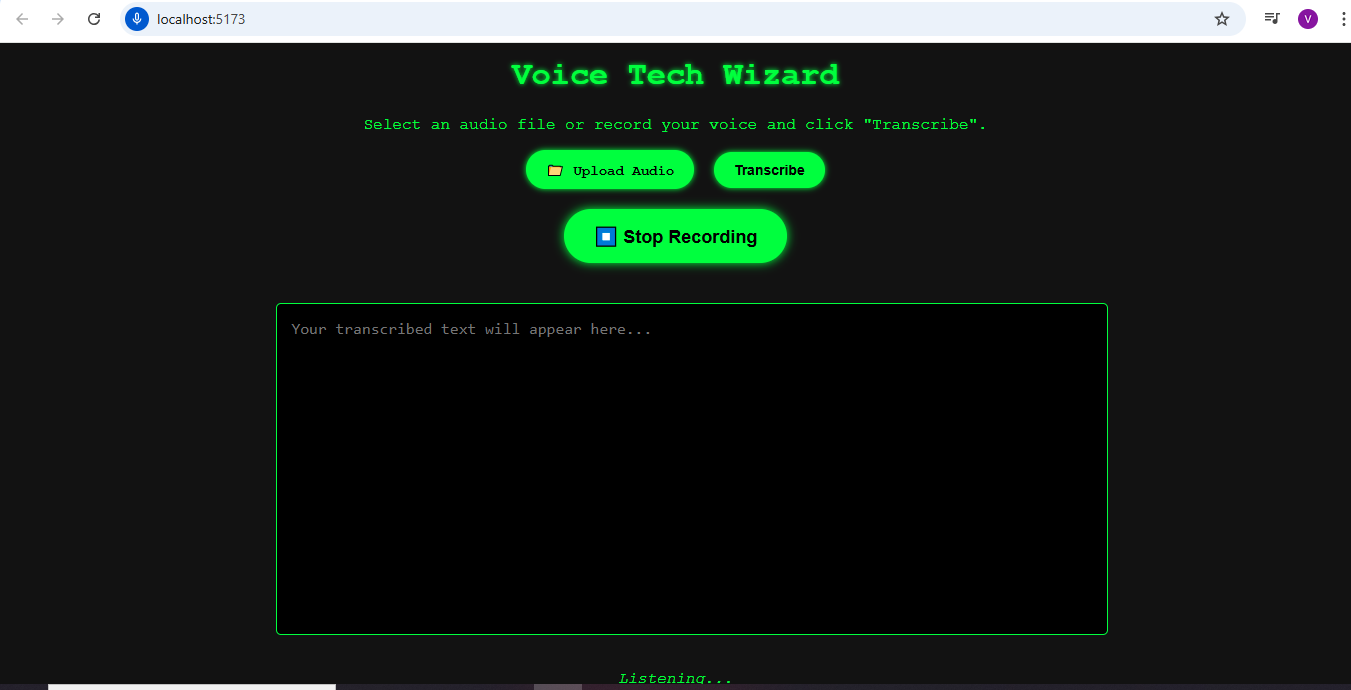 localhost:5173
V
Voice Tech Wizard
Select an audio file or record your voice and click "Transcribe".
Upload Audio Transcribe
Stop Recording
Your transcribed text will appear here...
Listening...